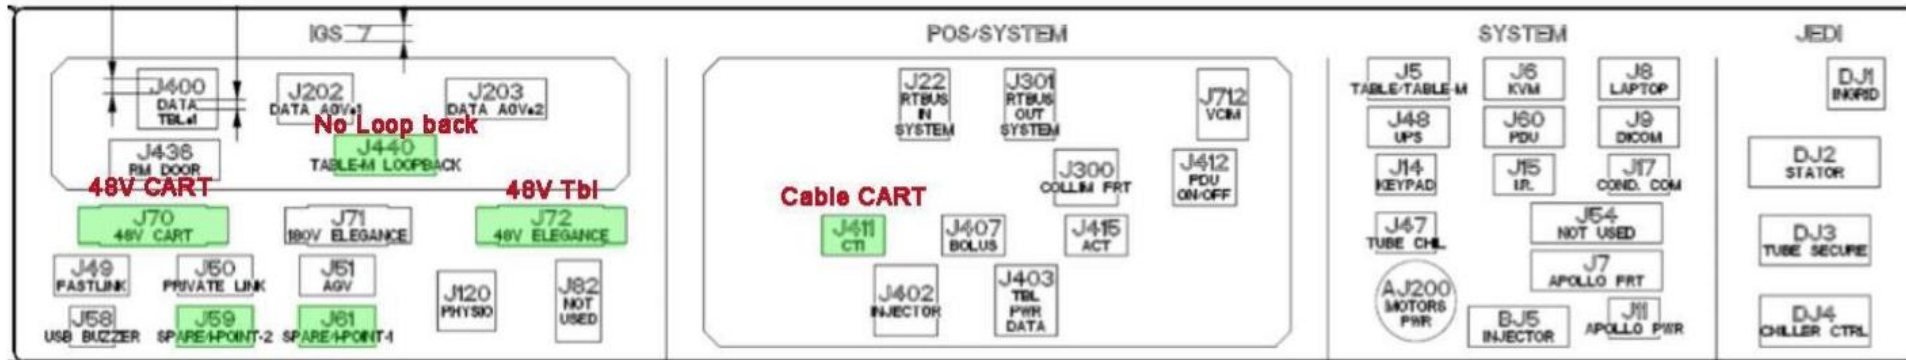 IGS 7
J400
DATA
TBL#1
J202
DATA AGV#1
J203
DATA AGV#2
No Loop back
J436
RM DOOR
J440
TABLE-M LOOPBACK
48V CART
48V Tbl
J70
48V CART
J71
180V ELEGANCE
J72
48V ELEGANCE
J49
FASTLINK
J50
PRIVATE LINK
J51
AGV
J120
PHYSIO
J82
NOT
USED
J58
USB BUZZER
J59
SPARE/I-POINT-2
J61
SPARE/I-POINT-1
POS/SYSTEM
J22
RTBUS
IN
SYSTEM
J301
RTBUS
OUT
SYSTEM
J712
VCIM
J300
COLLIM FRT
J412
PDU
ON/OFF
Cable CART
J411
CTI
J407
BOLUS
J415
ACT
J402
INJECTOR
J403
TBL
PWR
DATA
SYSTEM
J5
TABLE/TABLE-M
J6
KVM
J8
LAPTOP
J48
UPS
J60
PDU
J9
DICOM
J14
KEYPAD
J15
I.R.
J17
COND. COM
J47
TUBE CHIL
J54
NOT USED
J7
APOLLO FRT
AJ200
MOTORS
PWR
BJ5
INJECTOR
J11
APOLLO PWR
JEDI
DJ1
INGRID
DJ2
STATOR
DJ3
TUBE SECURE
DJ4
CHILLER CTRL